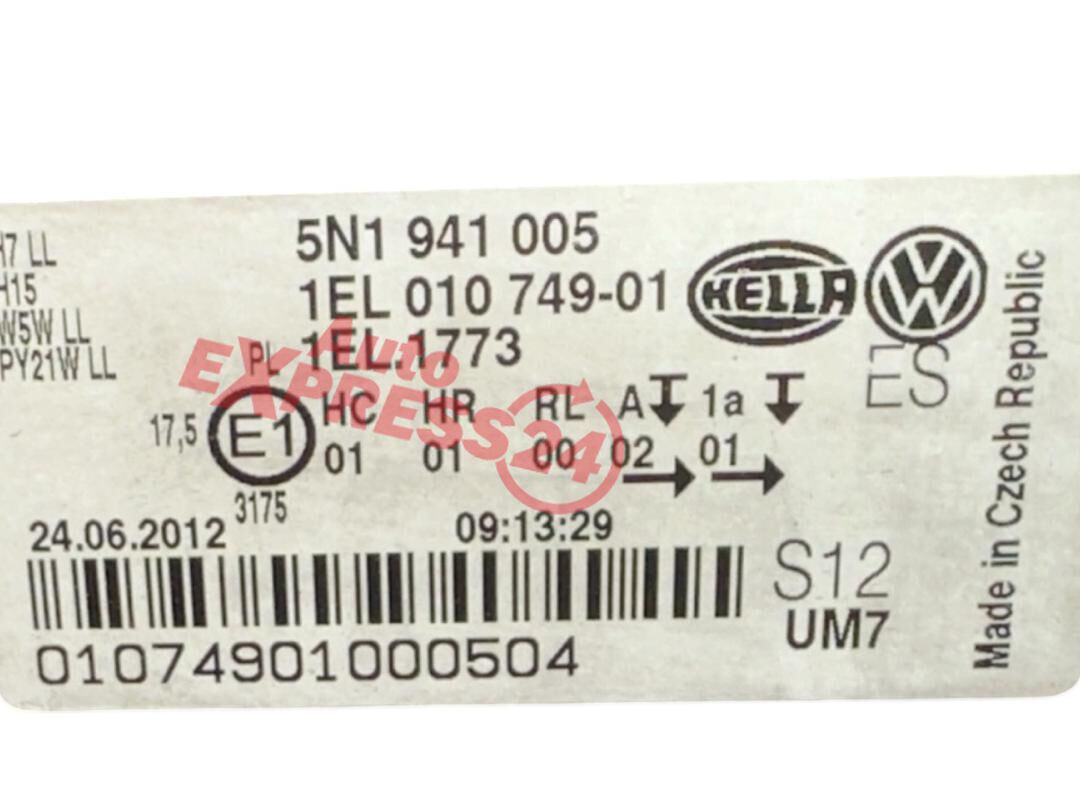 5N1 941 005
H7 LL
H15
1EL 010 749-01
HELLA
W5W LL
PY21W LL
PL
1EL.1773
ES
Auto
EXPRESS24
HC HR RL A 1a
17,5 E1 01 01 00 02 01
3175
24.06.2012 09:13:29
S12
UM7
01074901000504
Made in Czech Republic